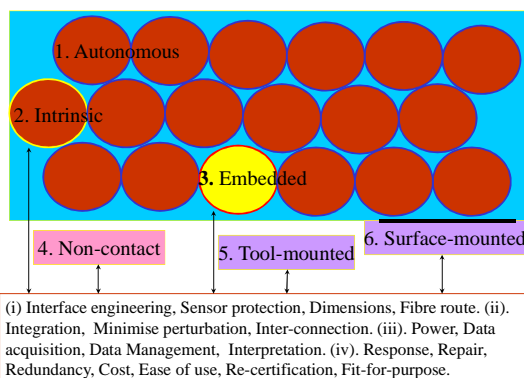 1. Autonomous
2. Intrinsic
3. Embedded
4. Non-contact
5. Tool-mounted
6. Surface-mounted
(i) Interface engineering, Sensor protection, Dimensions, Fibre route. (ii).
Integration, Minimise perturbation, Inter-connection. (iii). Power, Data
acquisition, Data Management, Interpretation. (iv). Response, Repair,
Redundancy, Cost, Ease of use, Re-certification, Fit-for-purpose.